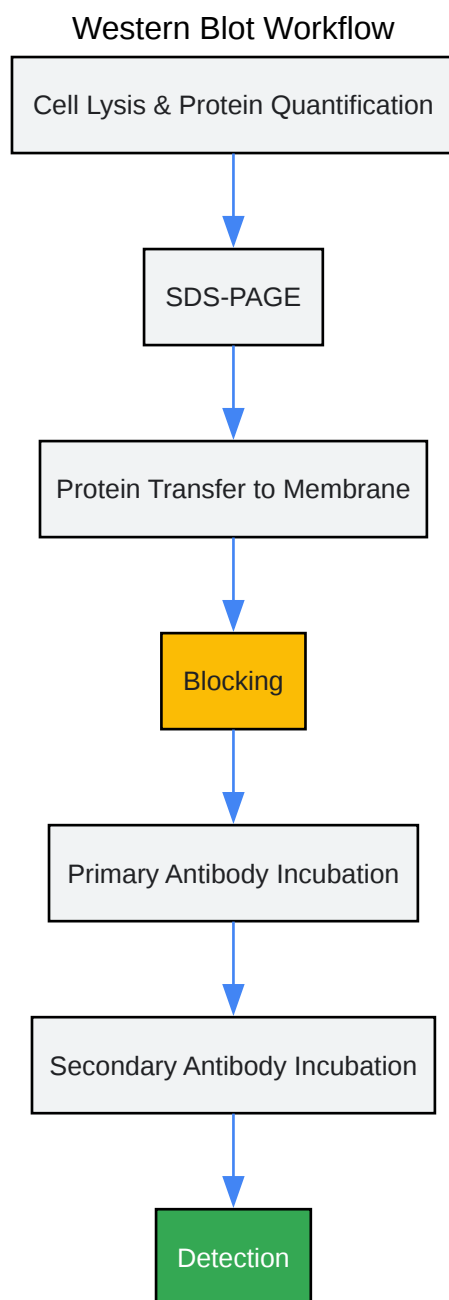 Western Blot Workflow
Cell Lysis & Protein Quantification
SDS-PAGE
Protein Transfer to Membrane
Blocking
Primary Antibody Incubation
Secondary Antibody Incubation
Detection